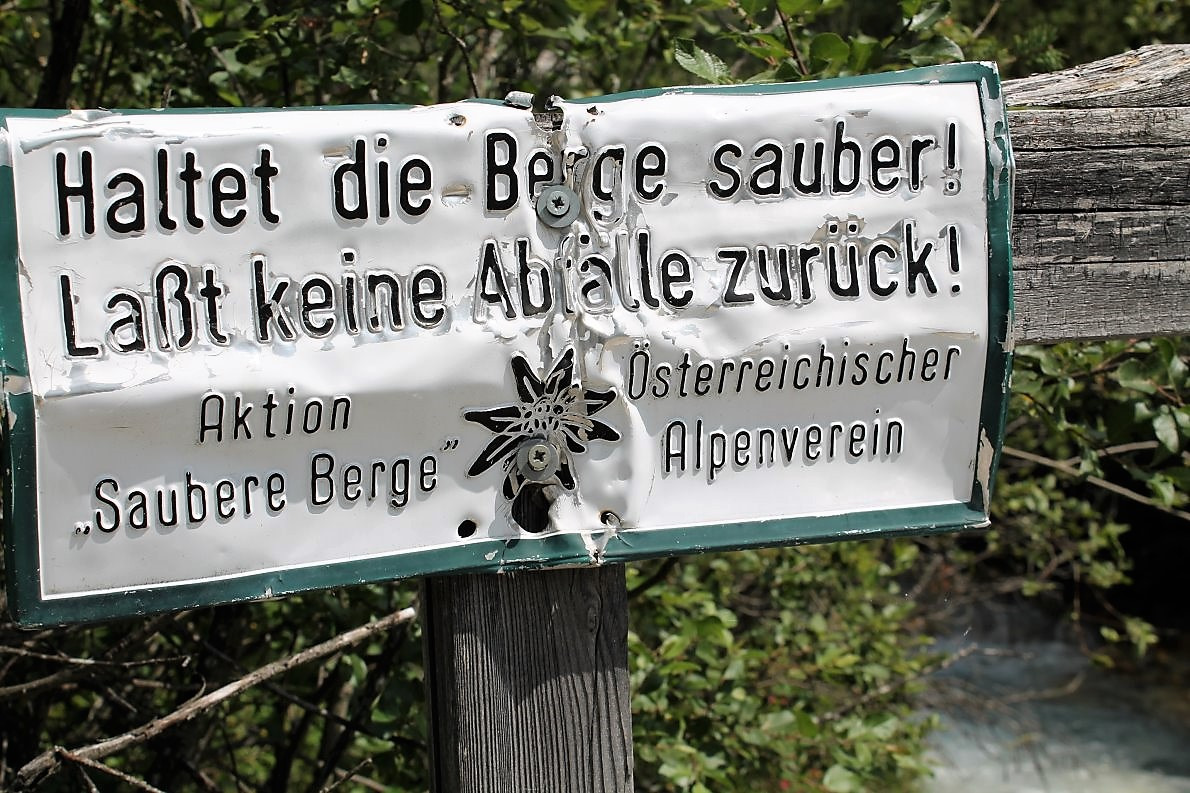 Haltet die Berge sauber!
Laßt keine Abfälle zurück!
Aktion
„Saubere Berge”
Österreichischer
Alpenverein